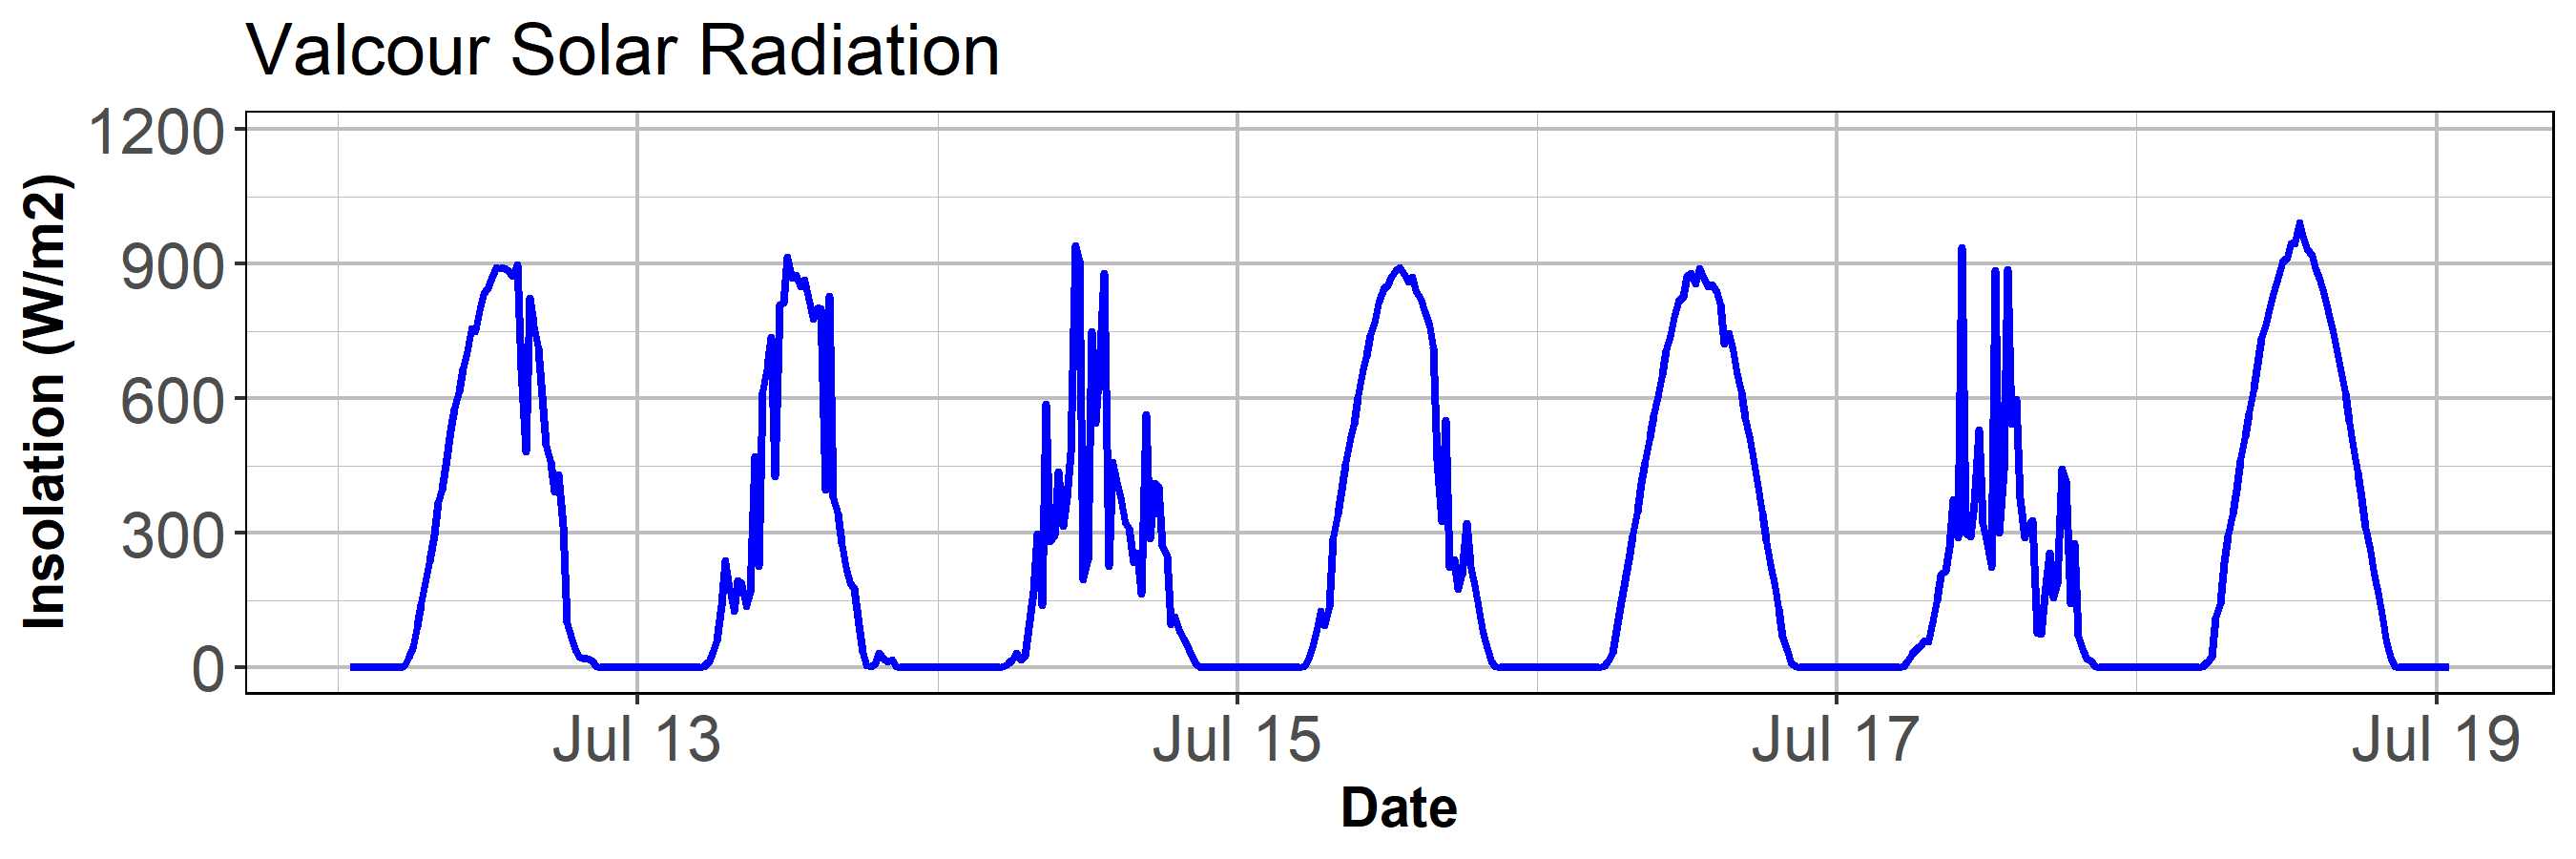 Valcour Solar Radiation
Insolation (W/m2)
1200
900
600
300
0
Jul 13
Jul 15
Jul 17
Jul 19
Date